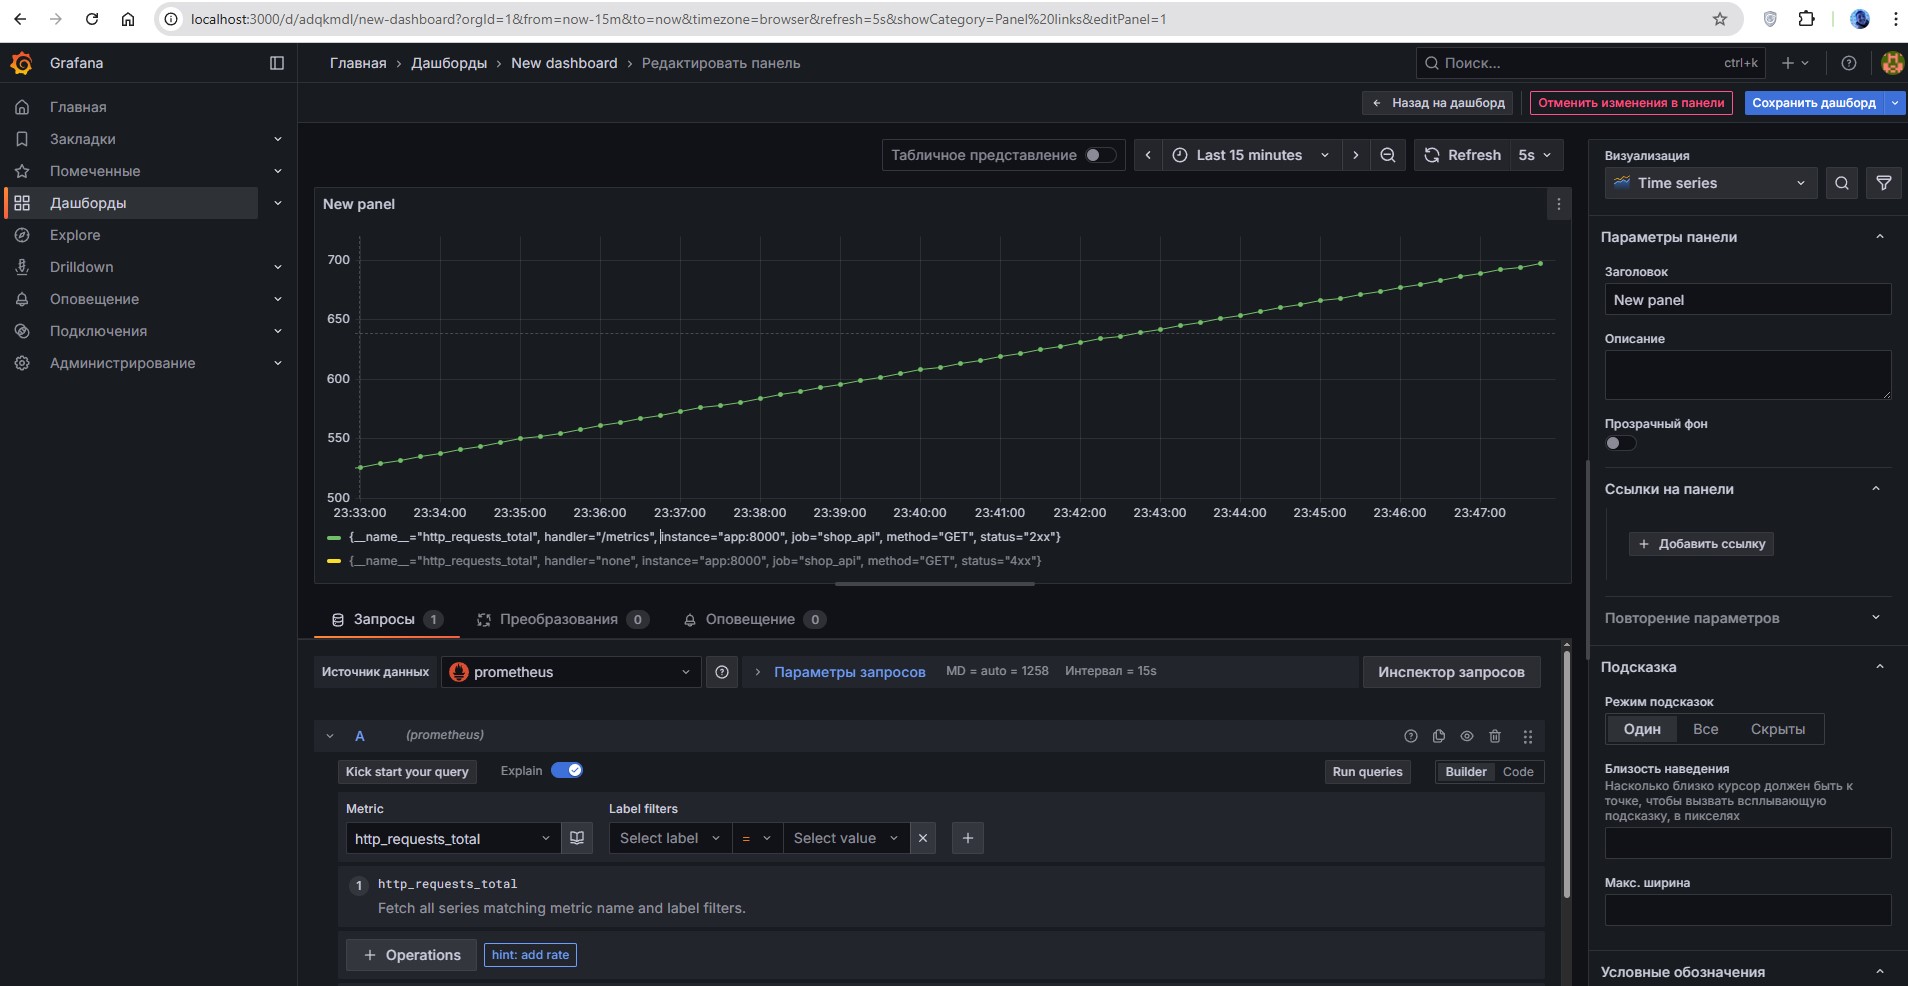 localhost:3000/d/adqkmdl/new-dashboard?orgId=1&from=now-15m&to=now&timezone=browser&refresh=5s&showCategory=Panel%20links&editPanel=1
Grafana
Главная › Дашборды › New dashboard › Редактировать панель
Поиск...
ctrl+k
Назад на дашборд
Отменить изменения в панели
Сохранить дашборд
Главная
Закладки
Помеченные
Дашборды
Explore
Drilldown
Оповещение
Подключения
Администрирование
Табличное представление
Last 15 minutes
Refresh
5s
New panel
700
650
600
550
500
23:33:00 23:34:00 23:35:00 23:36:00 23:37:00 23:38:00 23:39:00 23:40:00 23:41:00 23:42:00 23:43:00 23:44:00 23:45:00 23:46:00 23:47:00
{__name__="http_requests_total", handler="/metrics", instance="app:8000", job="shop_api", method="GET", status="2xx"}
{__name__="http_requests_total", handler="none", instance="app:8000", job="shop_api", method="GET", status="4xx"}
Запросы 1
Преобразования 0
Оповещение 0
Источник данных
prometheus
Параметры запросов
MD = auto = 1258
Интервал = 15s
Инспектор запросов
A
(prometheus)
Kick start your query
Explain
Run queries
Builder
Code
Metric
Label filters
http_requests_total
Select label
=
Select value
1
http_requests_total
Fetch all series matching metric name and label filters.
+ Operations
hint: add rate
Визуализация
Time series
Параметры панели
Заголовок
New panel
Описание
Прозрачный фон
Ссылки на панели
+ Добавить ссылку
Повторение параметров
Подсказка
Режим подсказок
Один
Все
Скрыты
Близость наведения
Насколько близко курсор должен быть к
точке, чтобы вызвать всплывающую
подсказку, в пикселях
Макс. ширина
Условные обозначения